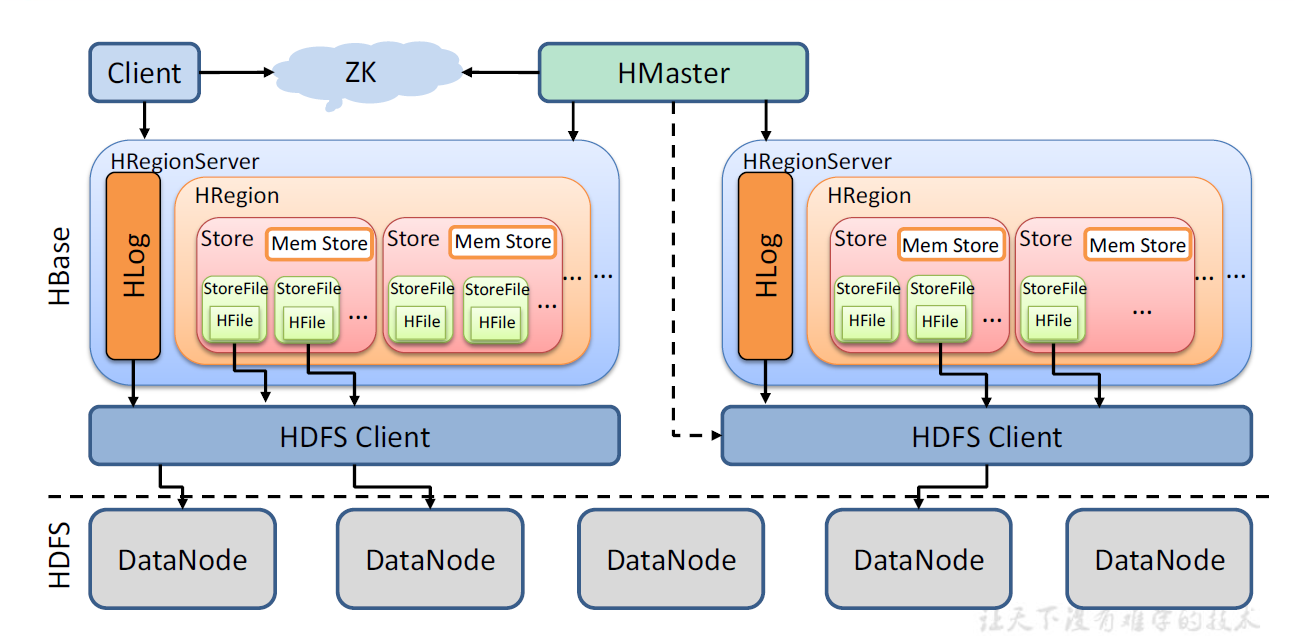 Client
ZK
HMaster
HBase
HRegionServer
HLog
HRegion
Store
Mem Store
StoreFile
HFile
StoreFile
HFile
...
Store
Mem Store
StoreFile
HFile
StoreFile
HFile
...
...
...
HRegionServer
HLog
HRegion
Store
Mem Store
StoreFile
HFile
StoreFile
HFile
...
Store
Mem Store
StoreFile
HFile
...
...
...
HDFS Client
HDFS Client
HDFS
DataNode
DataNode
DataNode
DataNode
DataNode
让天下没有难学的技术